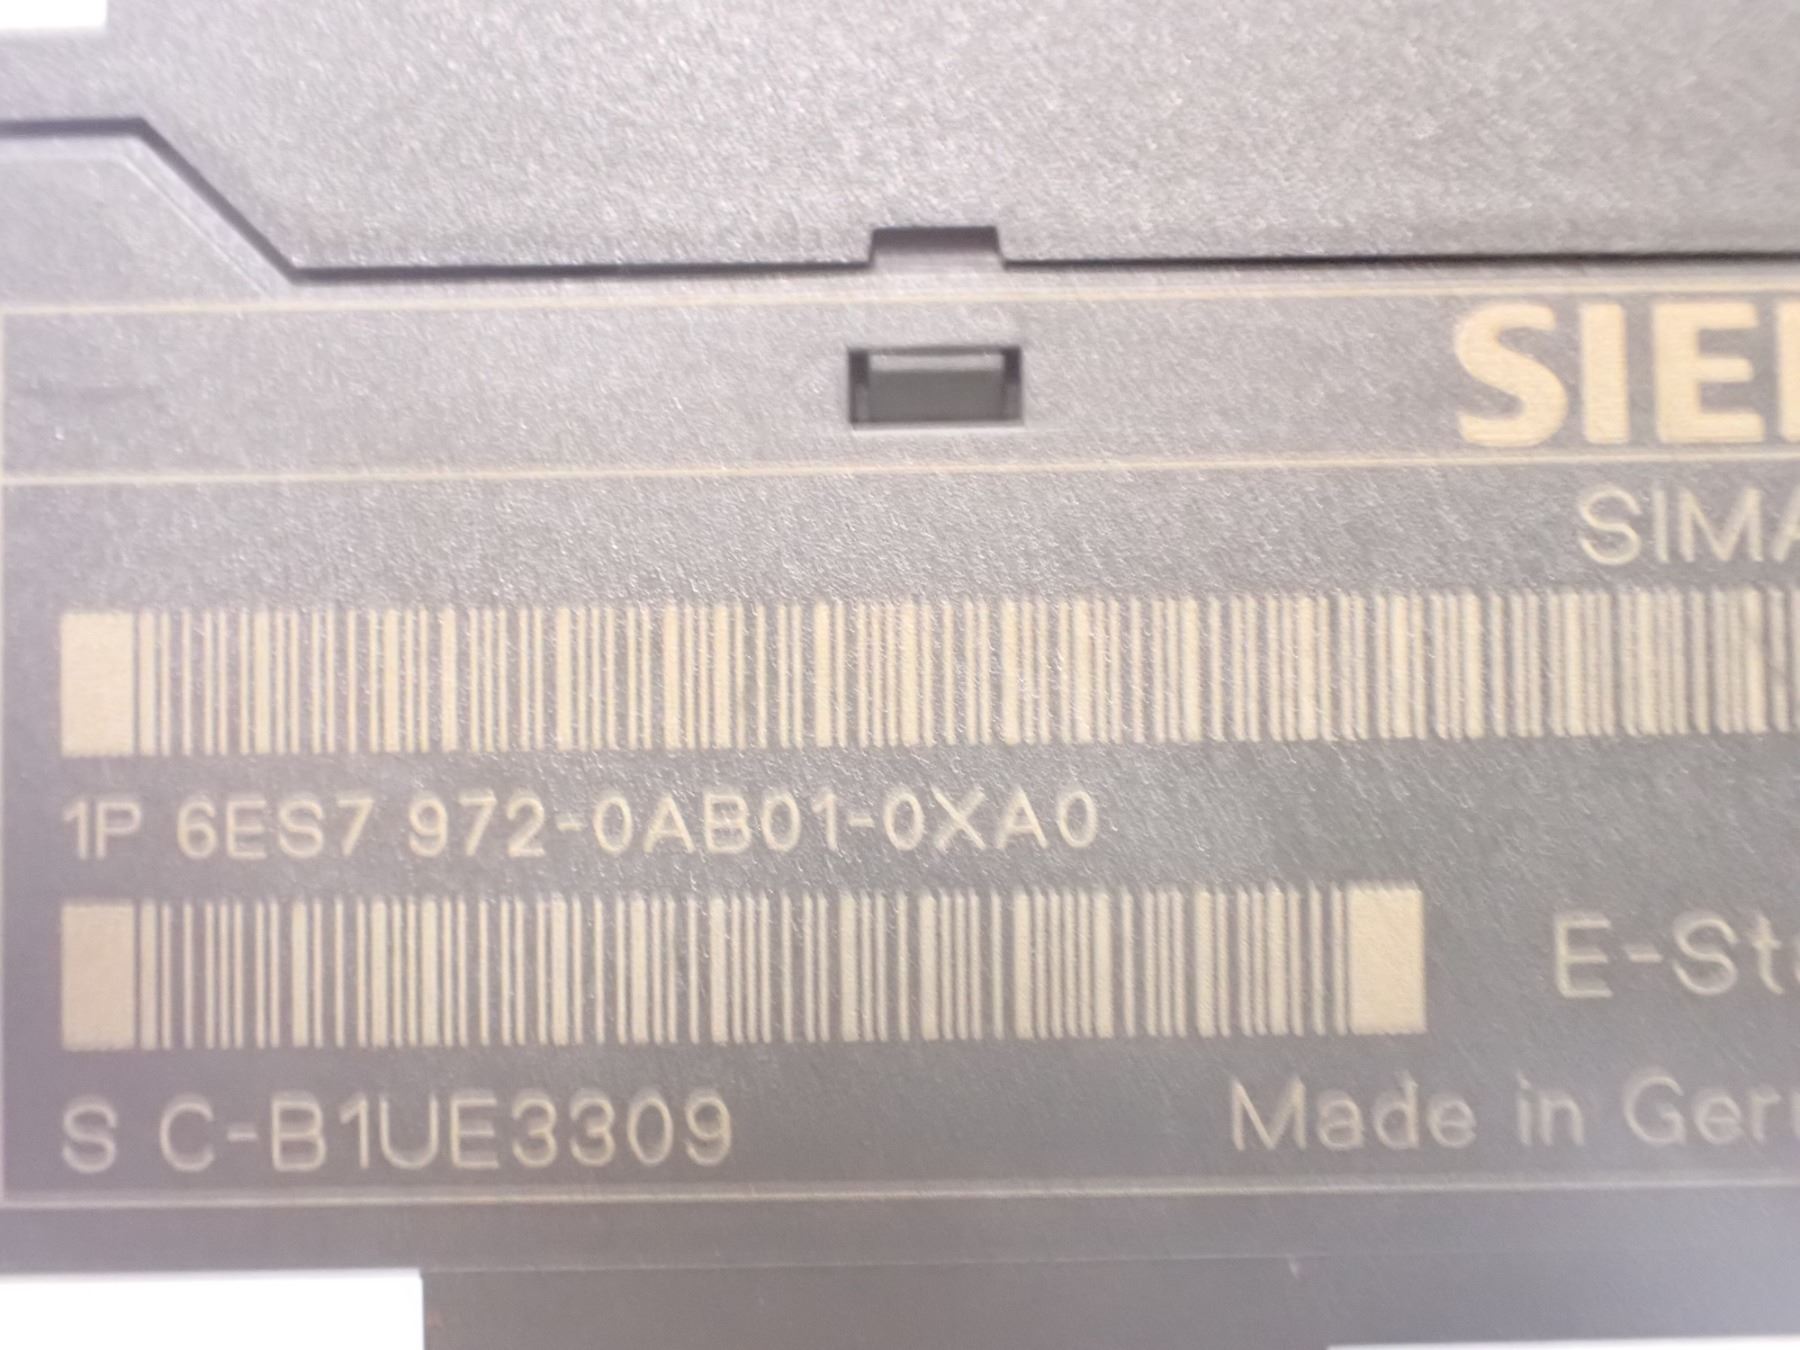 SIE
SIMA
1P 6ES7 972-0AB01-0XA0
E-St
S C-B1UE3309
Made in Ger